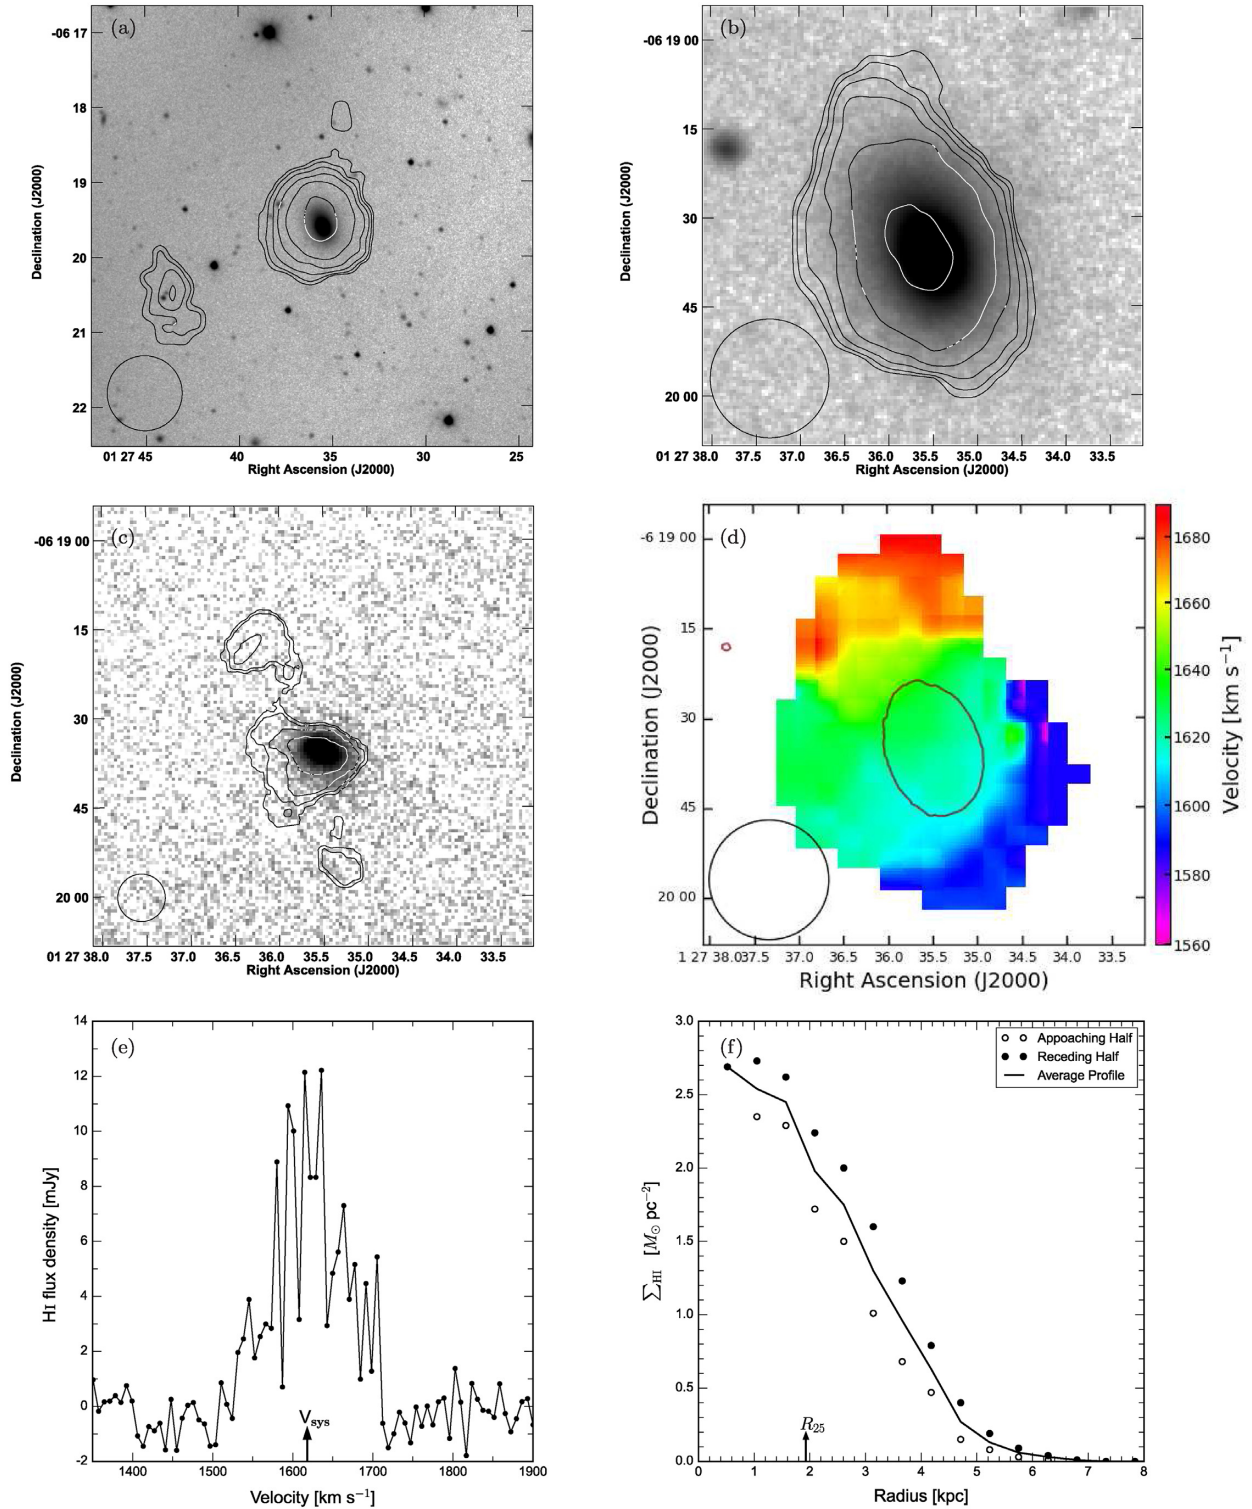 (a)
-06 17
18
19
20
21
22
Declination (J2000)
01 27 45 40 35 30 25
Right Ascension (J2000)
(b)
-06 19 00
15
30
45
20 00
Declination (J2000)
01 27 38.0 37.5 37.0 36.5 36.0 35.5 35.0 34.5 34.0 33.5
Right Ascension (J2000)
(c)
-06 19 00
15
30
45
20 00
Declination (J2000)
01 27 38.0 37.5 37.0 36.5 36.0 35.5 35.0 34.5 34.0 33.5
Right Ascension (J2000)
(d)
-6 19 00
15
30
45
20 00
Declination (J2000)
1 27 38.037.5 37.0 36.5 36.0 35.5 35.0 34.5 34.0 33.5
Right Ascension (J2000)
1680
1660
1640
1620
1600
1580
1560
Velocity [km s⁻¹]
(e)
14
12
10
8
6
4
2
0
-2
HI flux density [mJy]
Vsys
1400 1500 1600 1700 1800 1900
Velocity [km s⁻¹]
(f)
Appoaching Half
Receding Half
Average Profile
3.0
2.5
2.0
1.5
1.0
0.5
0.0
∑HI [M⊙ pc⁻²]
R25
0 1 2 3 4 5 6 7 8
Radius [kpc]